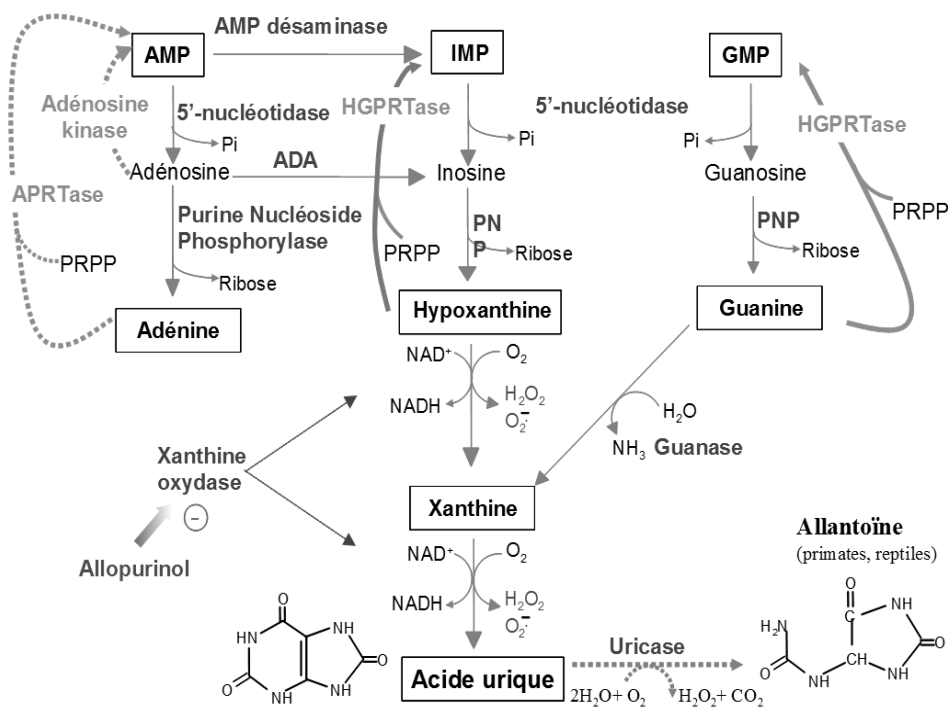 AMP désaminase
AMP
IMP
GMP
Adénosine
kinase
5'-nucléotidase
HGPRTase
5'-nucléotidase
HGPRTase
Pi
Pi
Pi
ADA
Adénosine
Inosine
Guanosine
APRTase
Purine Nucléoside
Phosphorylase
PN
P
PNP
PRPP
PRPP
PRPP
Ribose
Ribose
Ribose
Adénine
Hypoxanthine
Guanine
NAD+
O2
NADH
H2O2
O2-.
H2O
NH3 Guanase
Xanthine
oxydase
-
Allopurinol
Xanthine
NAD+
O2
NADH
H2O2
O2-.
Allantoïne
(primates, reptiles)
O
HN
NH
O
O
NH
NH
Acide urique
Uricase
2H2O+ O2
H2O2+ CO2
O
C
NH
H2N
O
O
CH
NH
NH